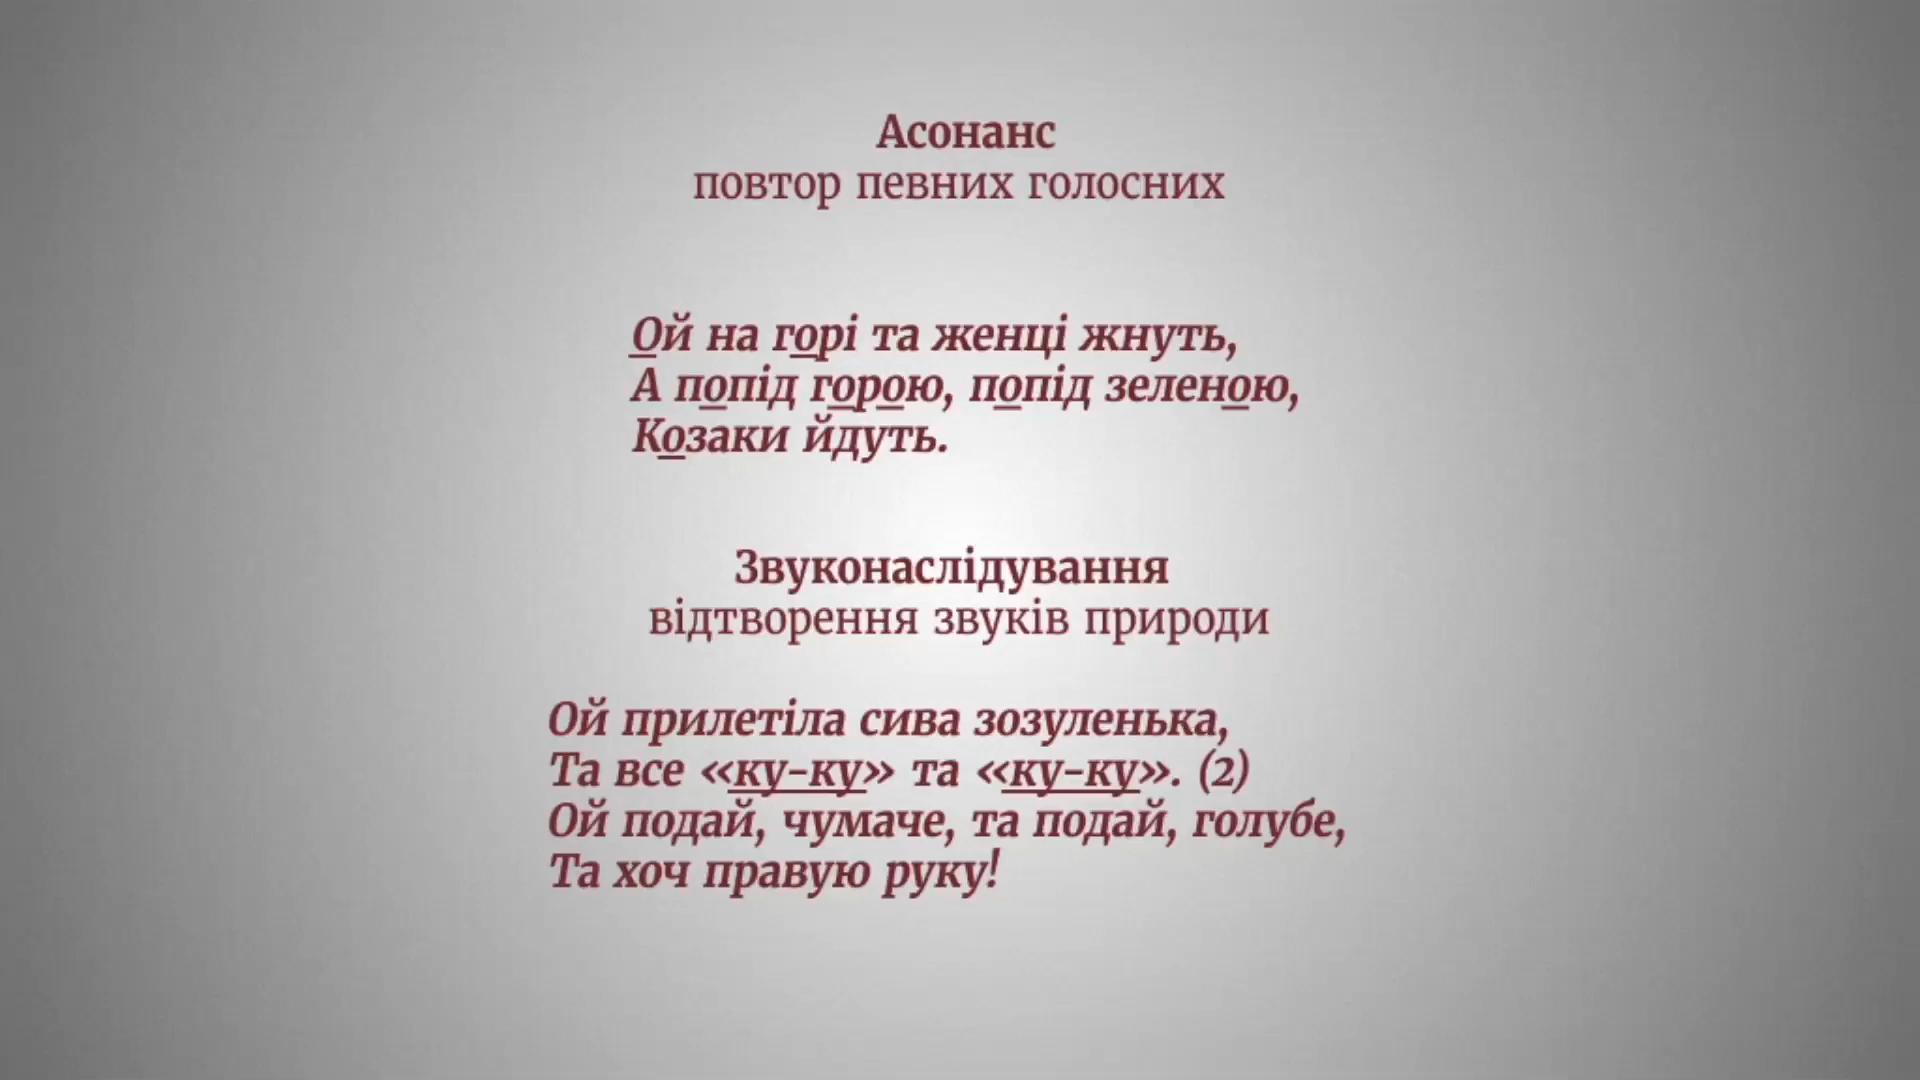 Асонанс
повтор певних голосних
Ой на горі та женці жнуть,
А попід горою, попід зеленою,
Козаки йдуть.
Звуконаслідування
відтворення звуків природи
Ой прилетіла сива зозуленька,
Та все «ку-ку» та «ку-ку». (2)
Ой подай, чумаче, та подай, голубе,
Та хоч правую руку!